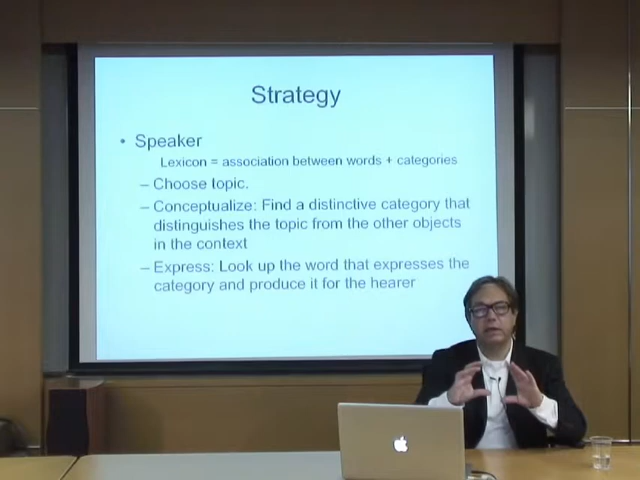 Strategy
• Speaker
Lexicon = association between words + categories
– Choose topic.
– Conceptualize: Find a distinctive category that
distinguishes the topic from the other objects
in the context
– Express: Look up the word that expresses the
category and produce it for the hearer